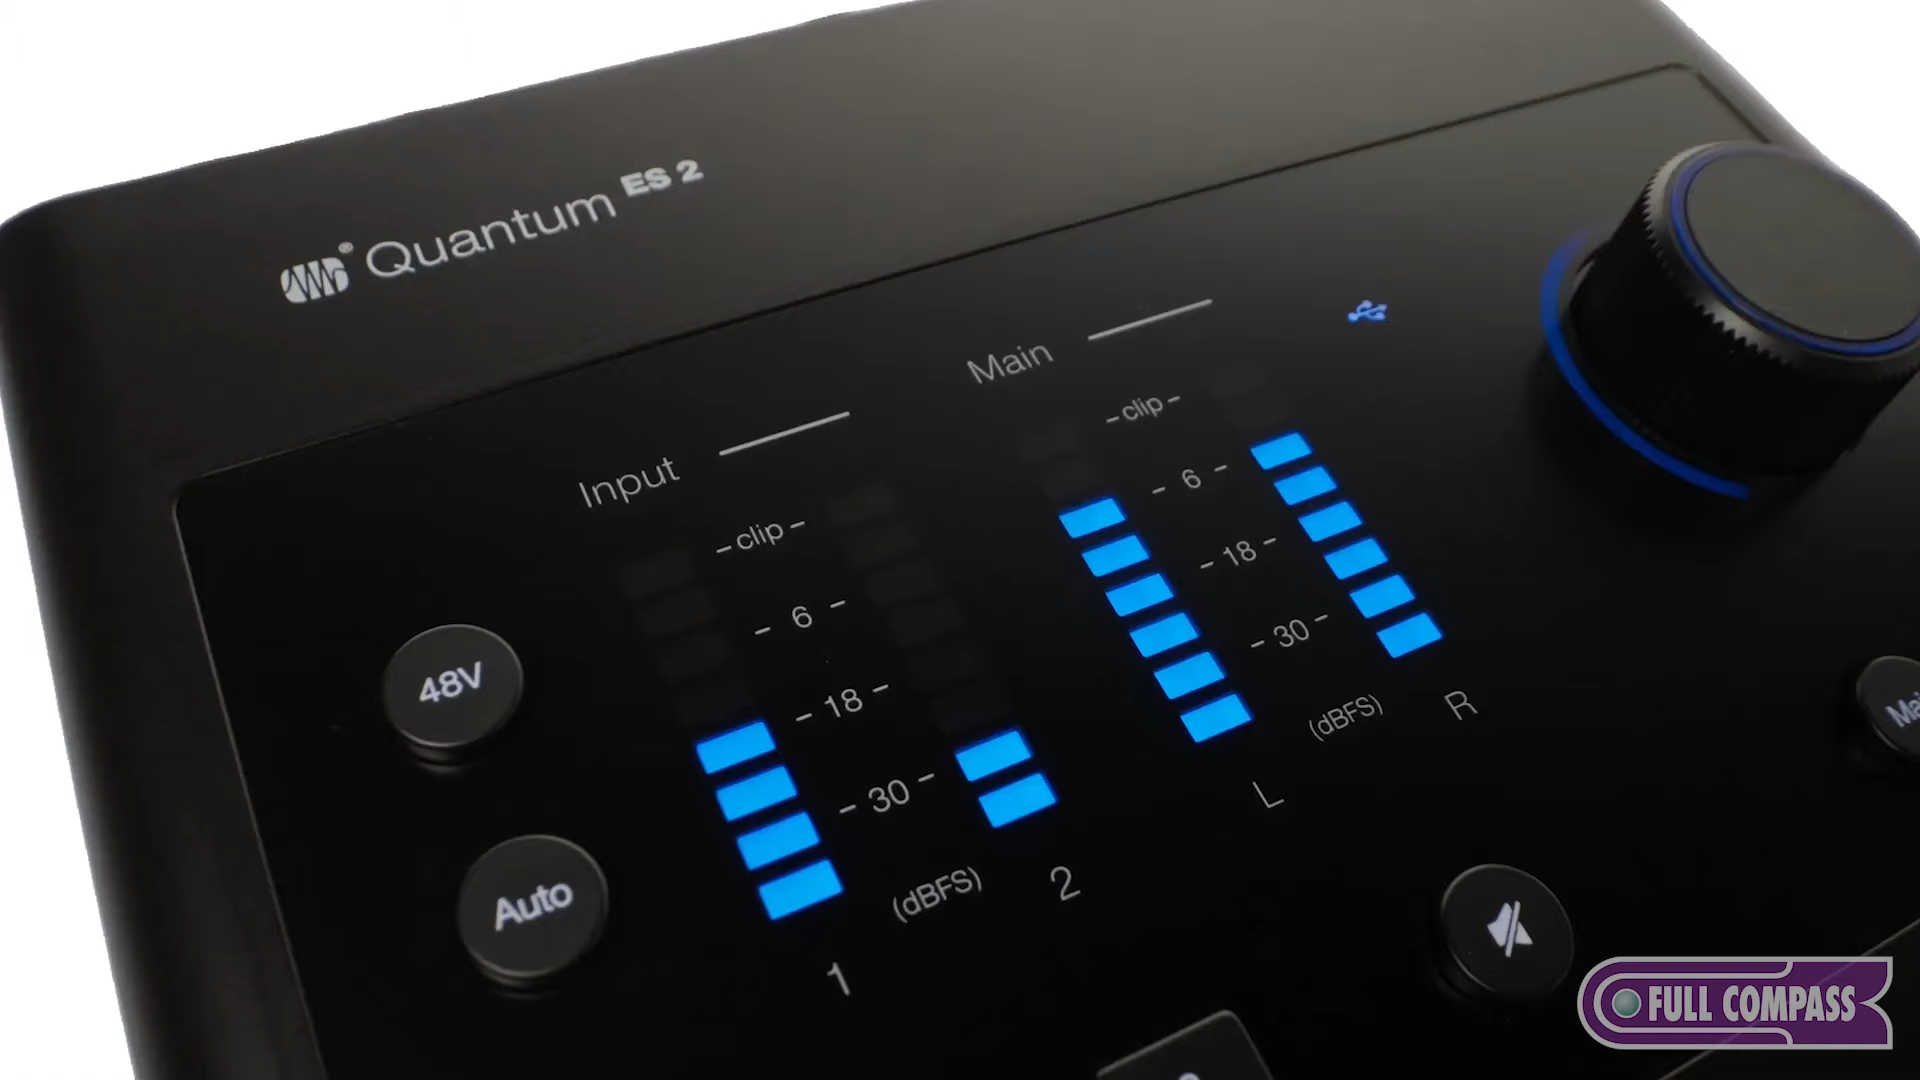 ® Quantum ES 2
Main
Input
-clip-
-clip-
- 6 -
- 6 -
- 18 -
- 18 -
- 30 -
- 30 -
(dBFS)
(dBFS)
L
R
1
2
48V
Auto
FULL COMPASS